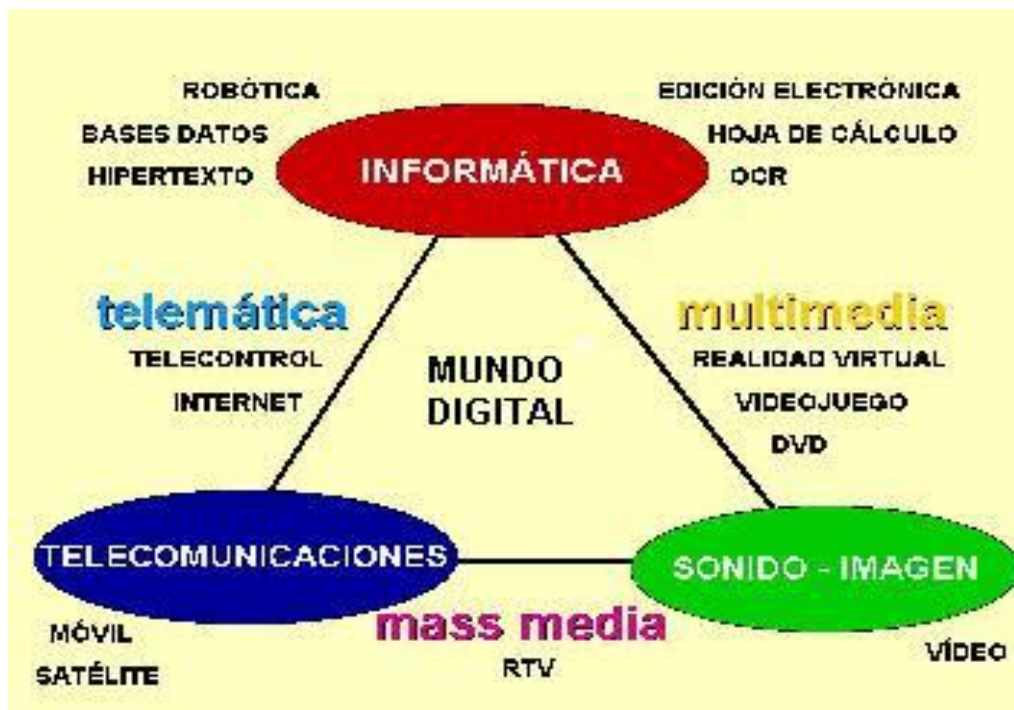 ROBÓTICA
EDICIÓN ELECTRÓNICA
BASES DATOS
HOJA DE CÁLCULO
HIPERTEXTO
INFORMÁTICA
OCR
telemática
multimedia
TELECONTROL
REALIDAD VIRTUAL
INTERNET
VIDEOJUEGO
DVD
MUNDO
DIGITAL
TELECOMUNICACIONES
SONIDO - IMAGEN
mass media
RTV
MÓVIL
SATÉLITE
VÍDEO